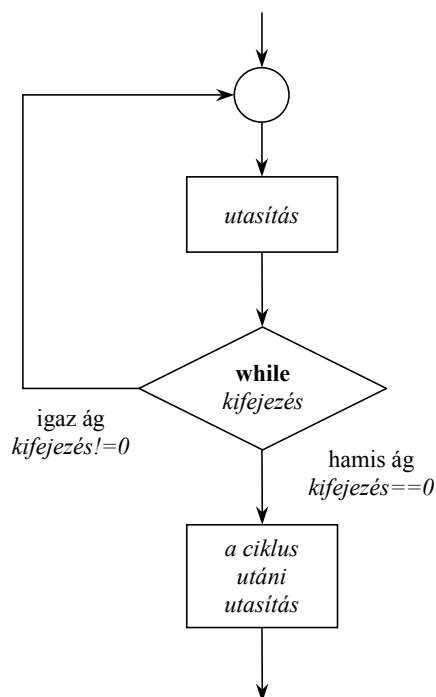 utasítás
while
kifejezés
igaz ág
kifejezés!=0
hamis ág
kifejezés==0
a ciklus
utáni
utasítás